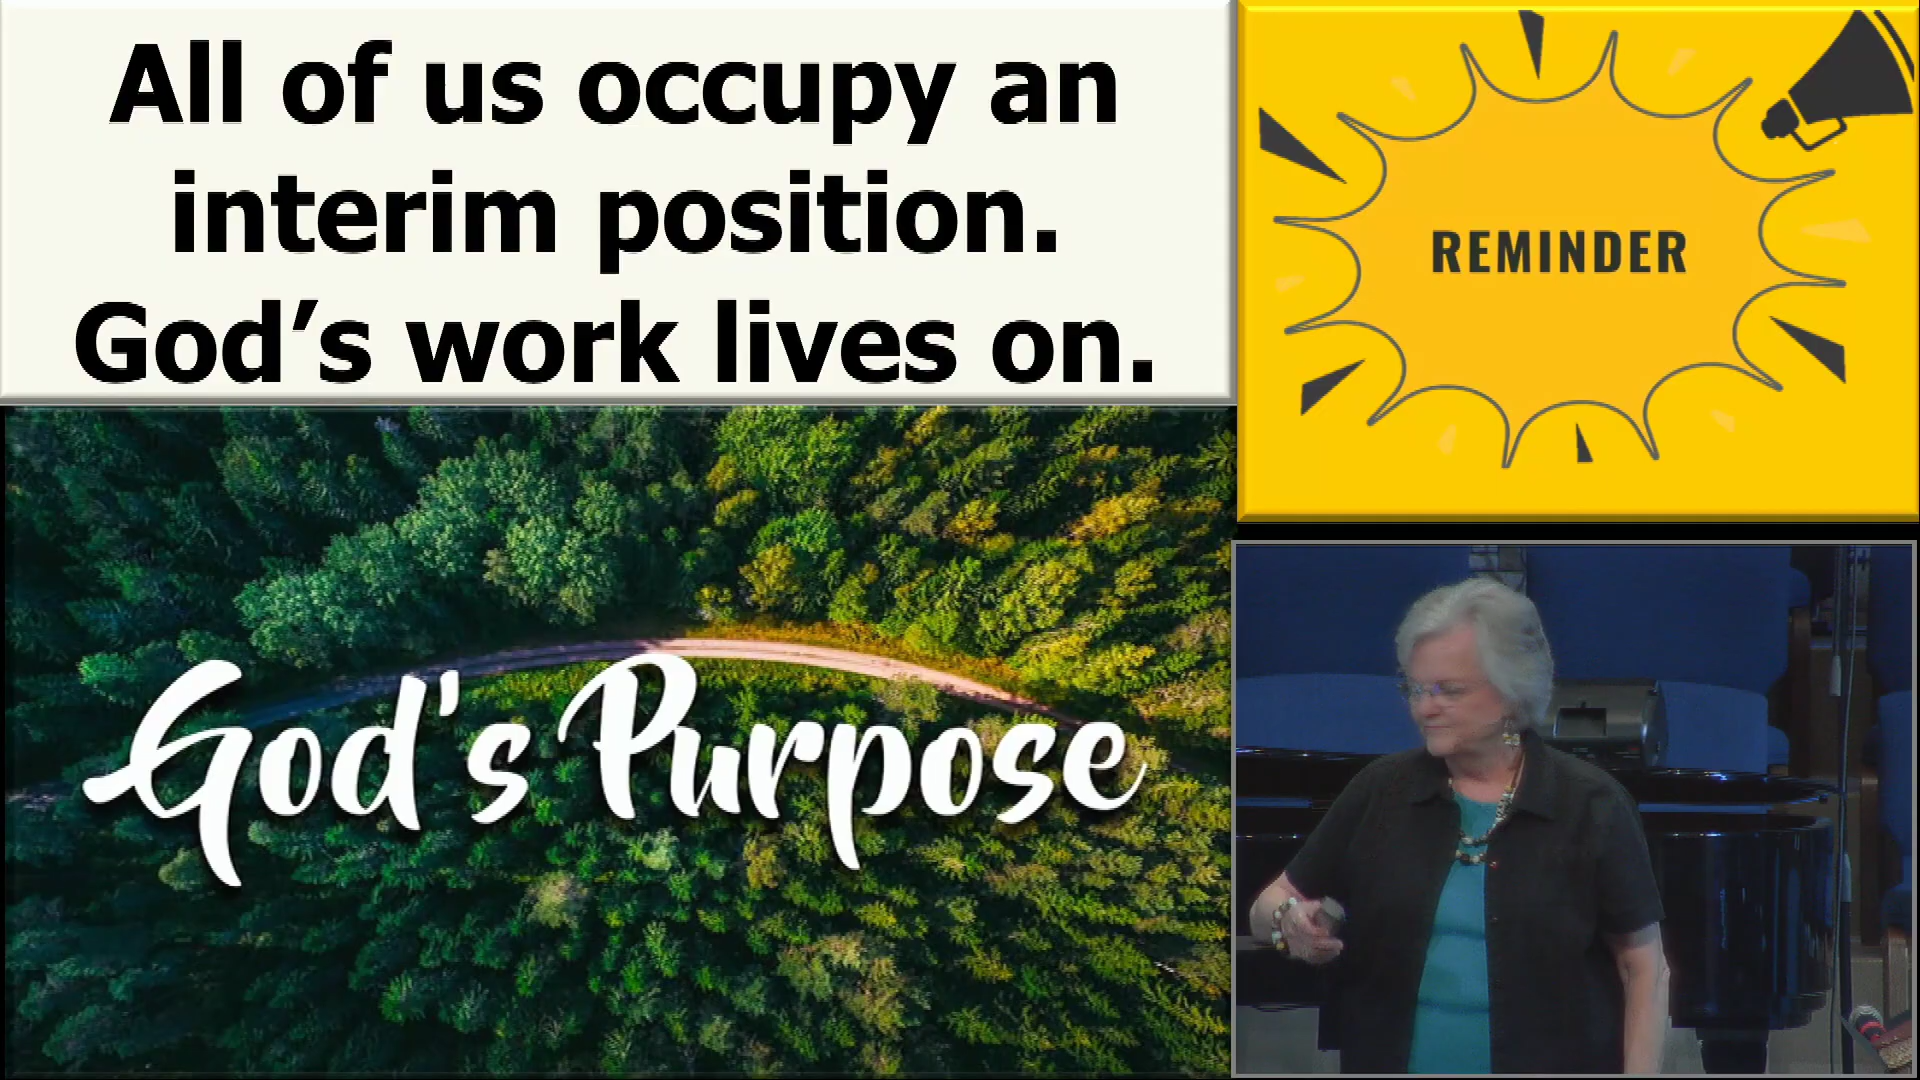 All of us occupy an
interim position.
God’s work lives on.
REMINDER
God's Purpose